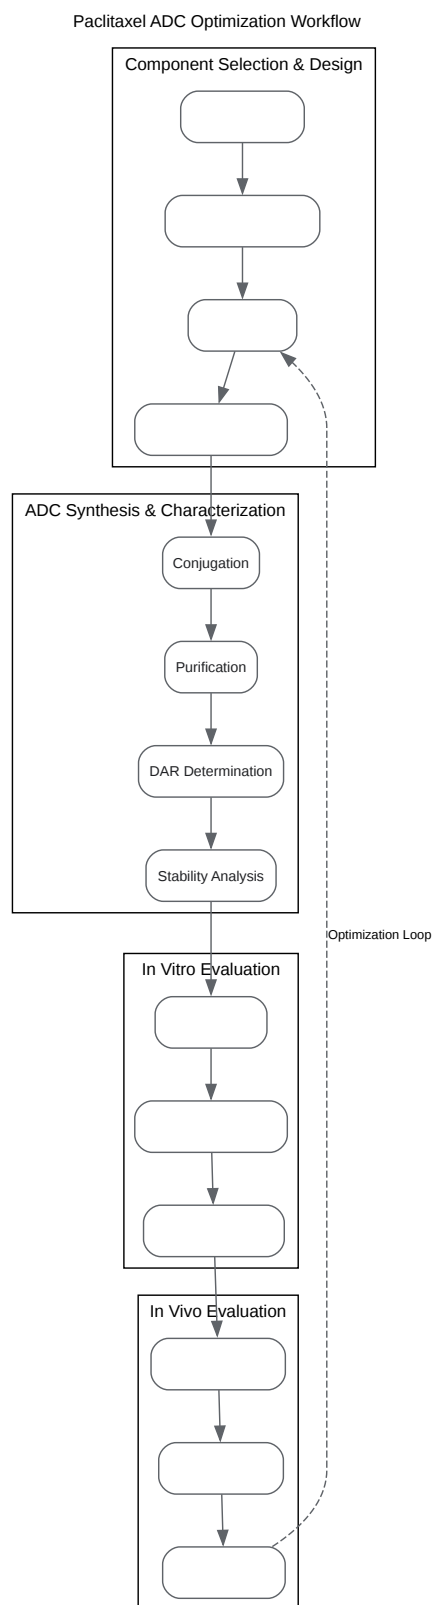 Paclitaxel ADC Optimization Workflow
Component Selection & Design
ADC Synthesis & Characterization
Conjugation
Purification
DAR Determination
Stability Analysis
Optimization Loop
In Vitro Evaluation
In Vivo Evaluation